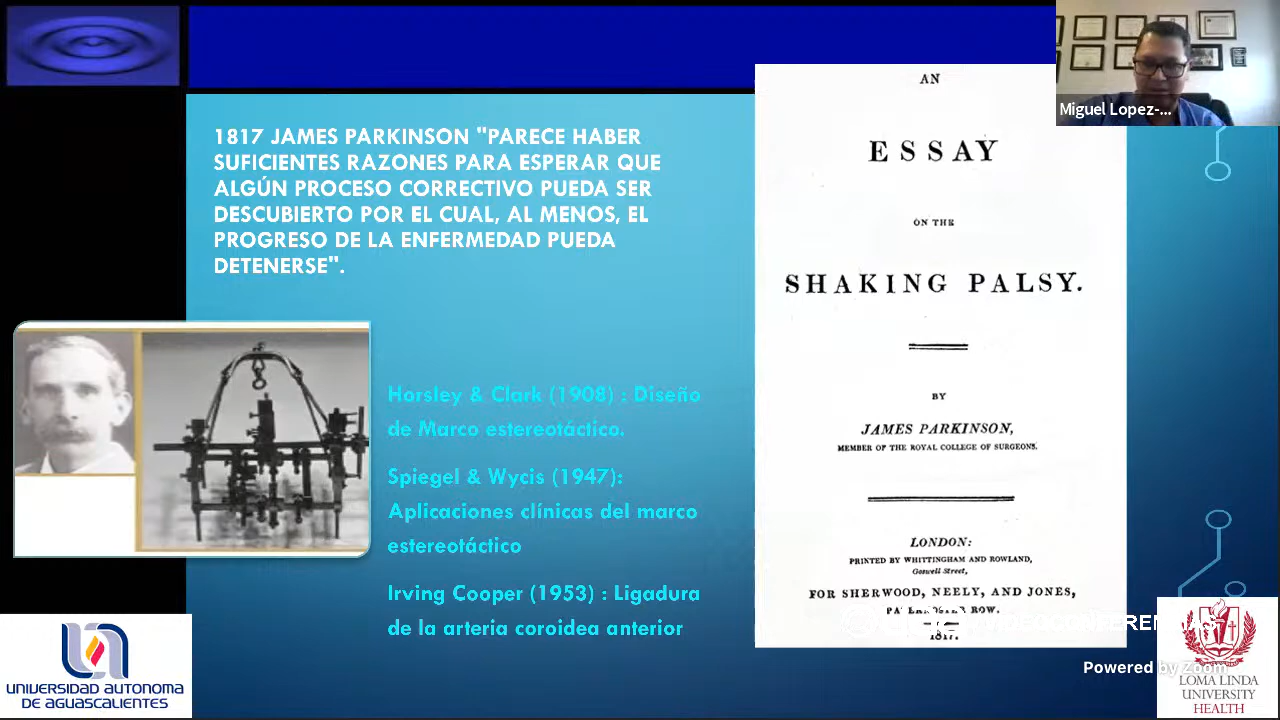 1817 JAMES PARKINSON "PARECE HABER
SUFICIENTES RAZONES PARA ESPERAR QUE
ALGÚN PROCESO CORRECTIVO PUEDA SER
DESCUBIERTO POR EL CUAL, AL MENOS, EL
PROGRESO DE LA ENFERMEDAD PUEDA
DETENERSE".
Horsley & Clark (1908) : Diseño
de Marco estereotáctico.
Spiegel & Wycis (1947):
Aplicaciones clínicas del marco
estereotáctico
Irving Cooper (1953) : Ligadura
de la arteria coroidea anterior
AN
ESSAY
ON THE
SHAKING PALSY.
BY
JAMES PARKINSON,
MEMBER OF THE ROYAL COLLEGE OF SURGEONS.
LONDON:
PRINTED BY WHITTINGHAM AND ROWLAND,
Goswell Street,
FOR SHERWOOD, NEELY, AND JONES,
PATERNOSTER ROW.
1817.
Miguel Lopez-...
Powered by Zoom
UNIVERSIDAD AUTONOMA
DE AGUASCALIENTES
LOMA LINDA
UNIVERSITY
HEALTH